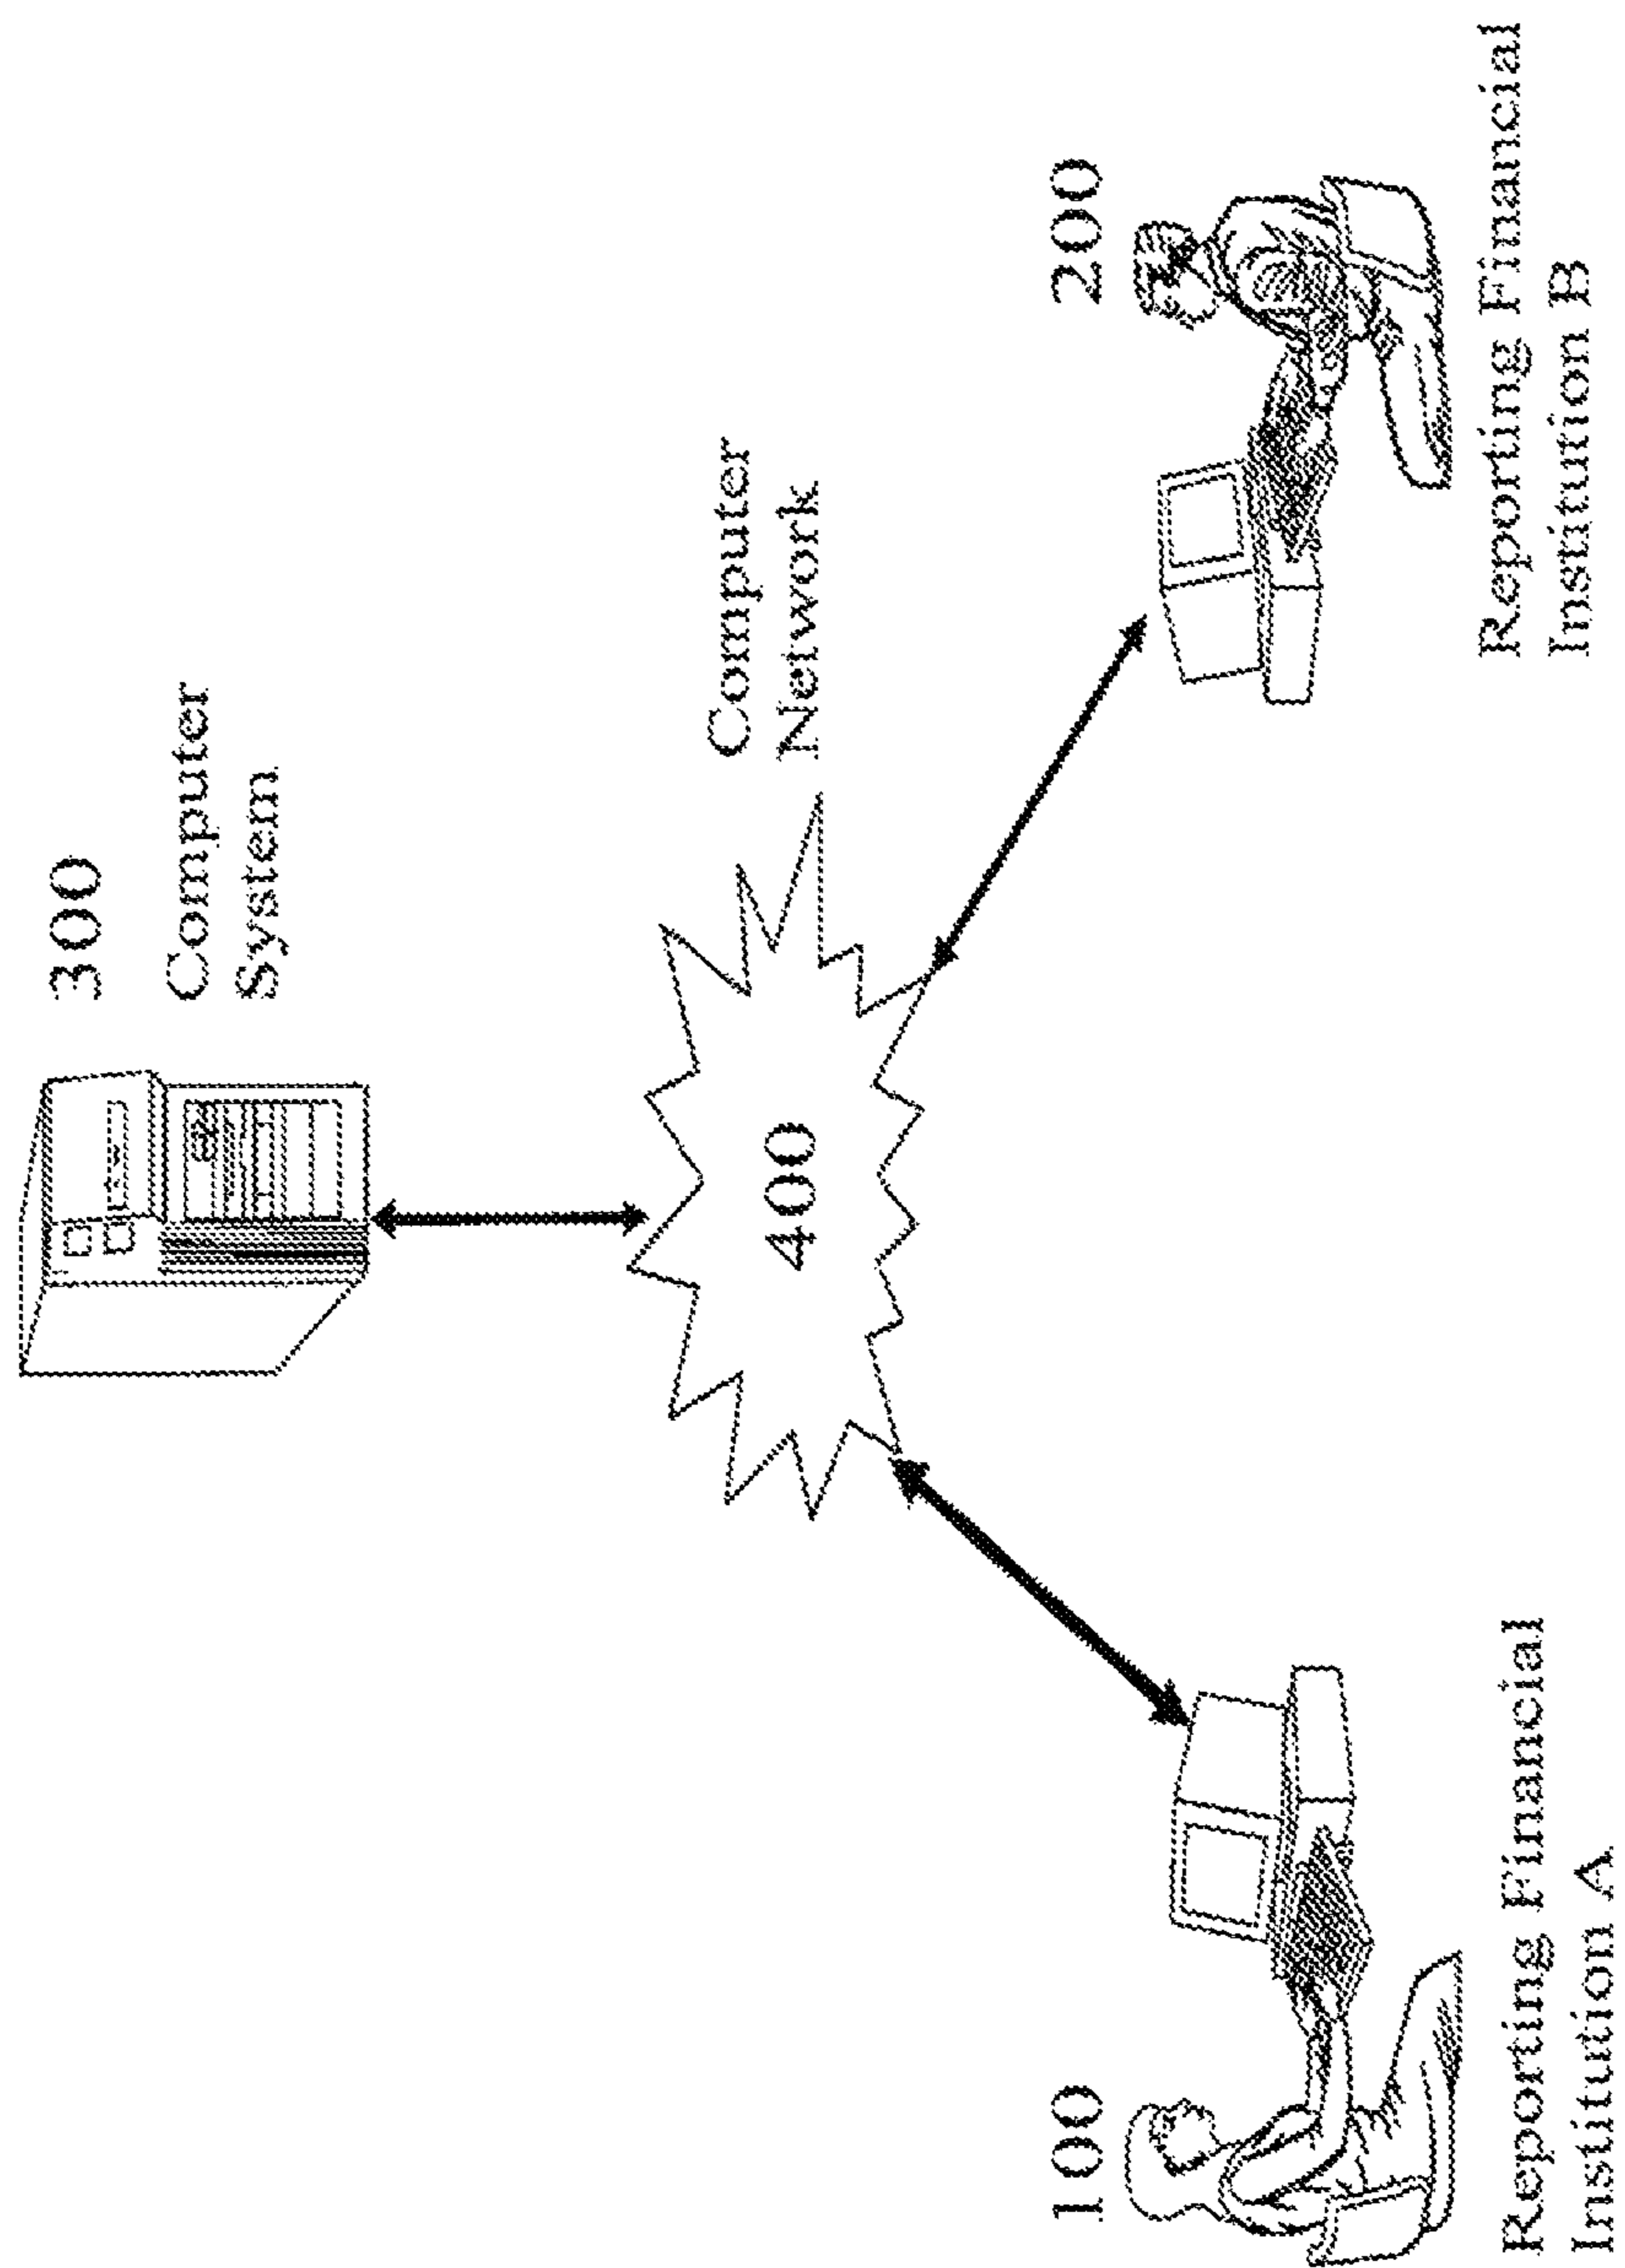 300
Computer
System
Computer
Network
400
100
200
Reporting Financial
Institution A
Reporting Financial
Institution B